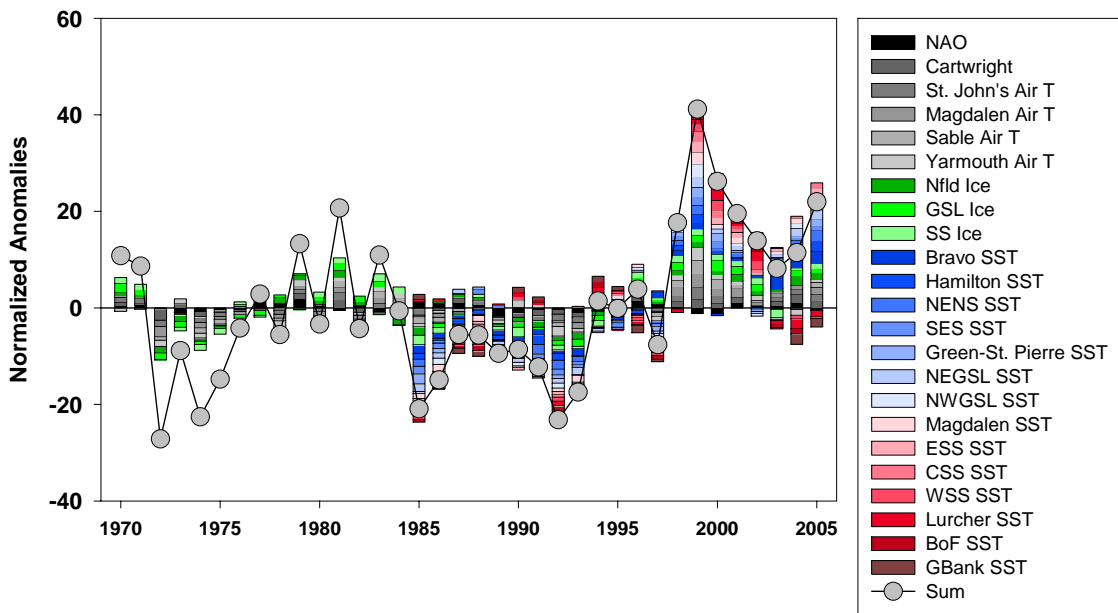 Normalized Anomalies
60
40
20
0
-20
-40
1970
1975
1980
1985
1990
1995
2000
2005
NAO
Cartwright
St. John's Air T
Magdalen Air T
Sable Air T
Yarmouth Air T
Nfld Ice
GSL Ice
SS Ice
Bravo SST
Hamilton SST
NENS SST
SES SST
Green-St. Pierre SST
NEGSL SST
NWGSL SST
Magdalen SST
ESS SST
CSS SST
WSS SST
Lurcher SST
BoF SST
GBank SST
Sum